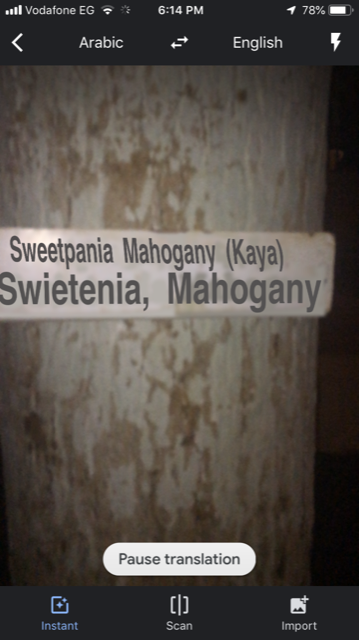 Vodafone EG 6:14 PM 78%
Arabic English
Sweetpania Mahogany (Kaya)
Swietenia, Mahogany
Pause translation
Instant Scan Import